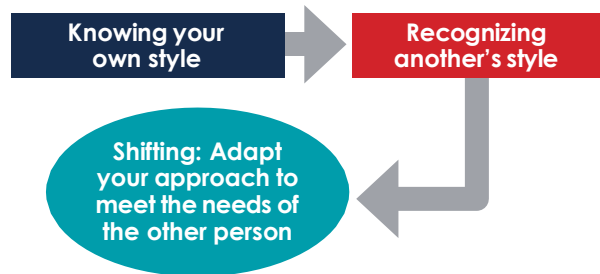 Knowing your
own style
Recognizing
another’s style
Shifting: Adapt
your approach to
meet the needs of
the other person